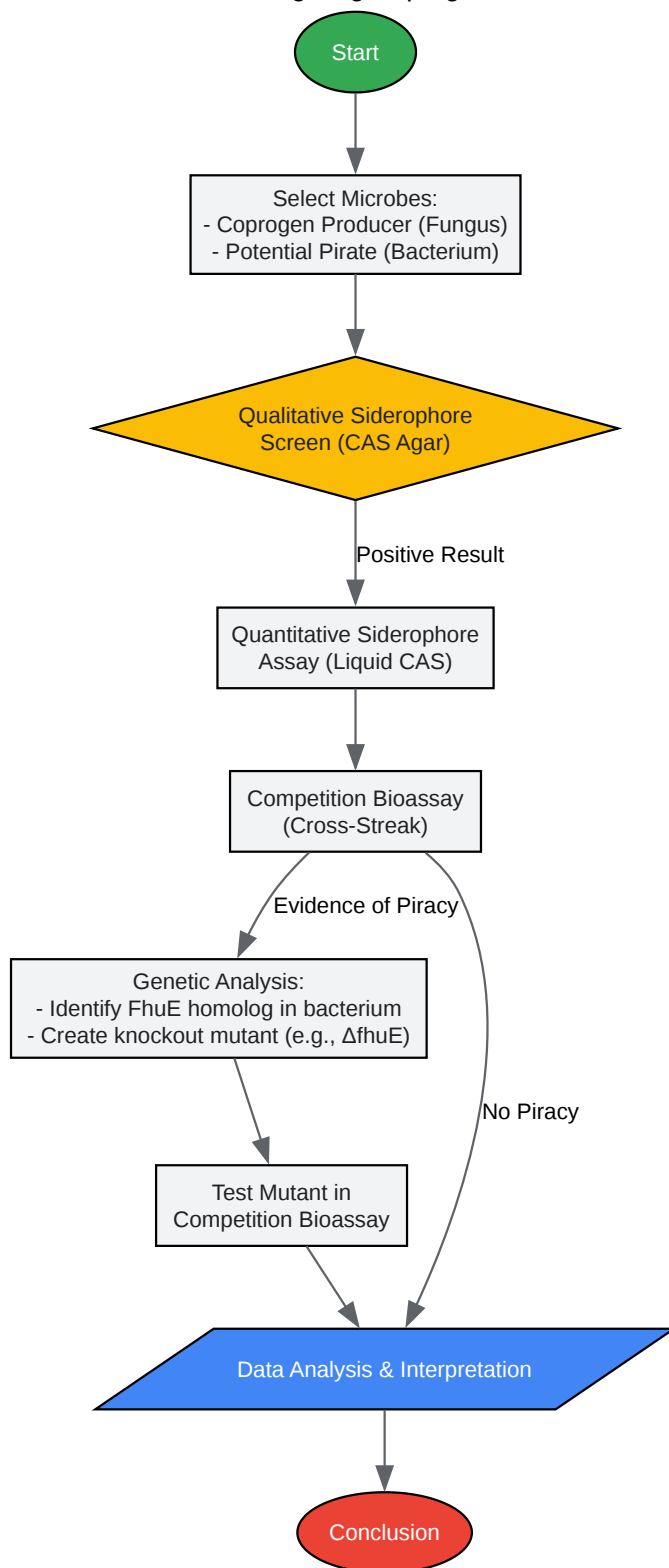 Start
Select Microbes:
- Coprogen Producer (Fungus)
- Potential Pirate (Bacterium)
Qualitative Siderophore
Screen (CAS Agar)
Positive Result
Quantitative Siderophore
Assay (Liquid CAS)
Competition Bioassay
(Cross-Streak)
Evidence of Piracy
Genetic Analysis:
- Identify FhuE homolog in bacterium
- Create knockout mutant (e.g., ΔfhuE)
No Piracy
Test Mutant in
Competition Bioassay
Data Analysis & Interpretation
Conclusion